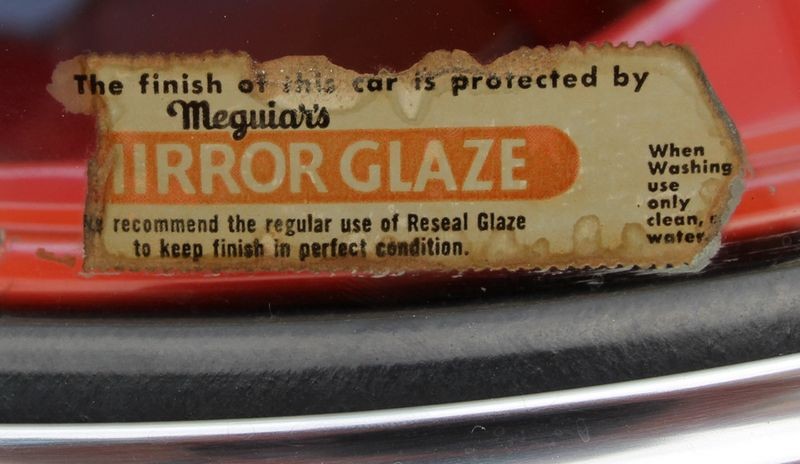 The finish of this car is protected by
Meguiar's
MIRROR GLAZE
recommend the regular use of Reseal Glaze
to keep finish in perfect condition.
When
Washing
use
only
clean,
water